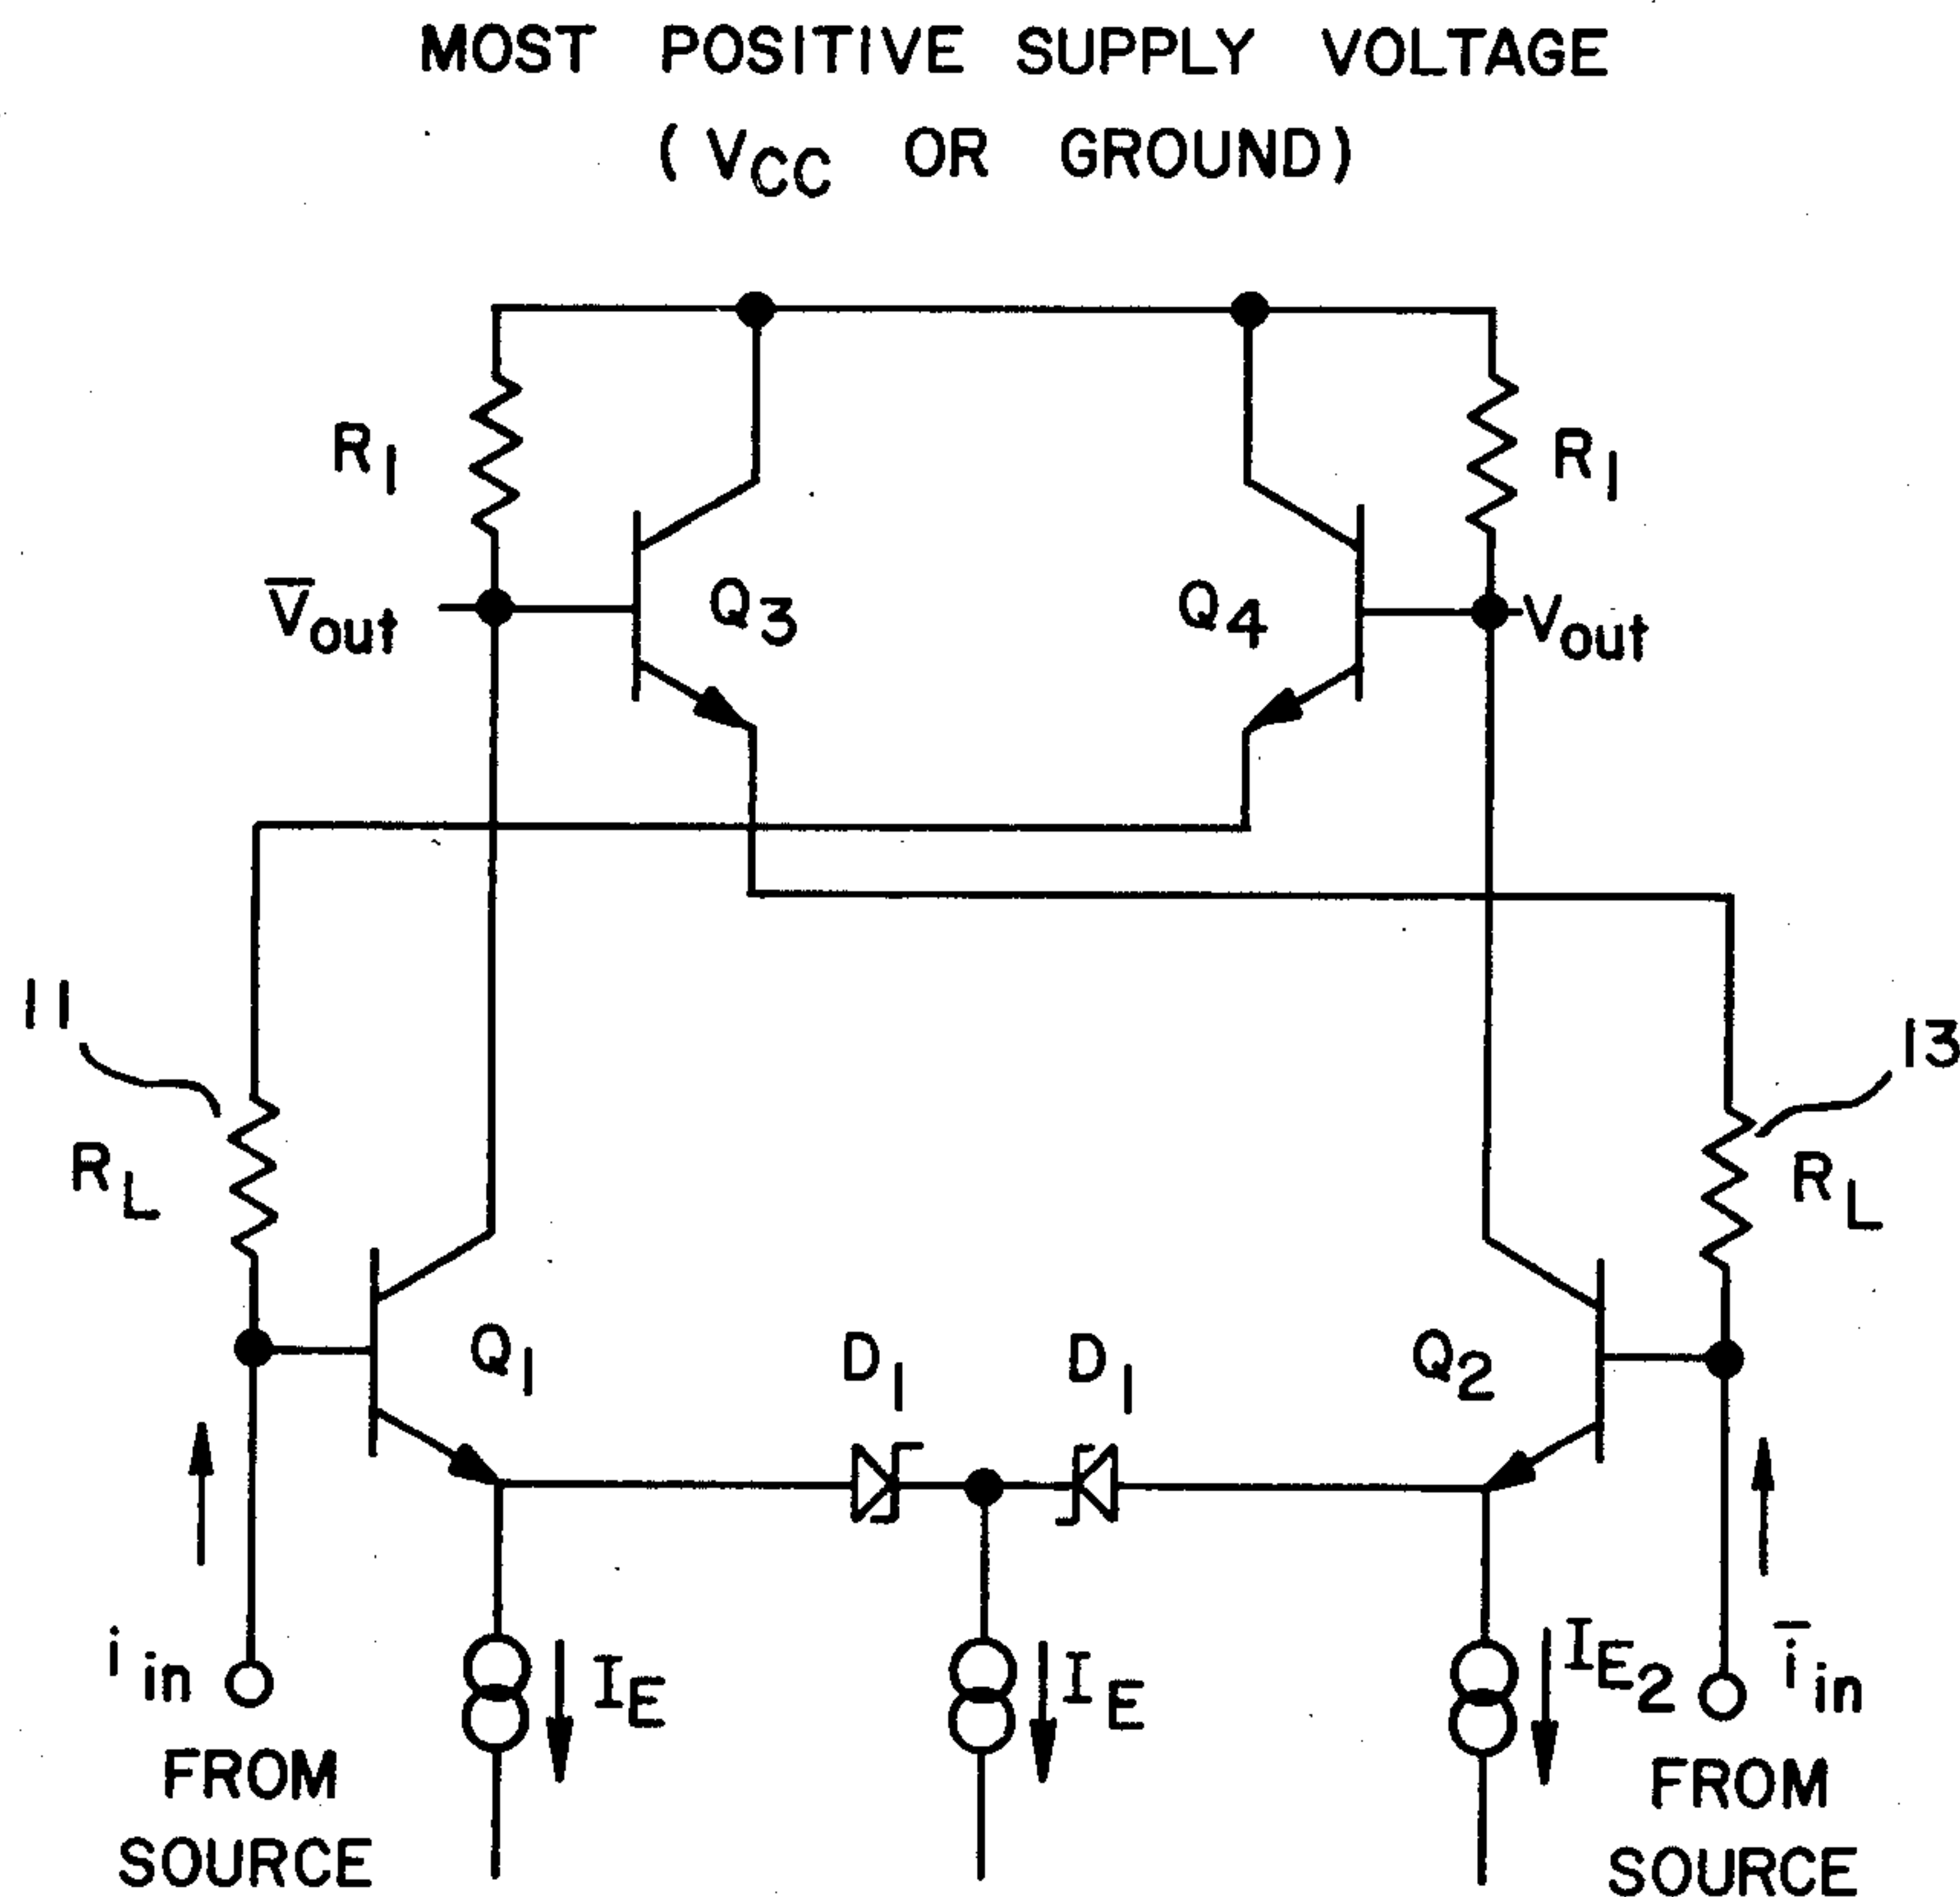 MOST POSITIVE SUPPLY VOLTAGE
(VCC OR GROUND)
R1
R1
V̅out
Q3
Q4
Vout
11
13
RL
RL
Q1
D1
D1
Q2
iin
IE
IE
IE2
i̅in
FROM
SOURCE
FROM
SOURCE